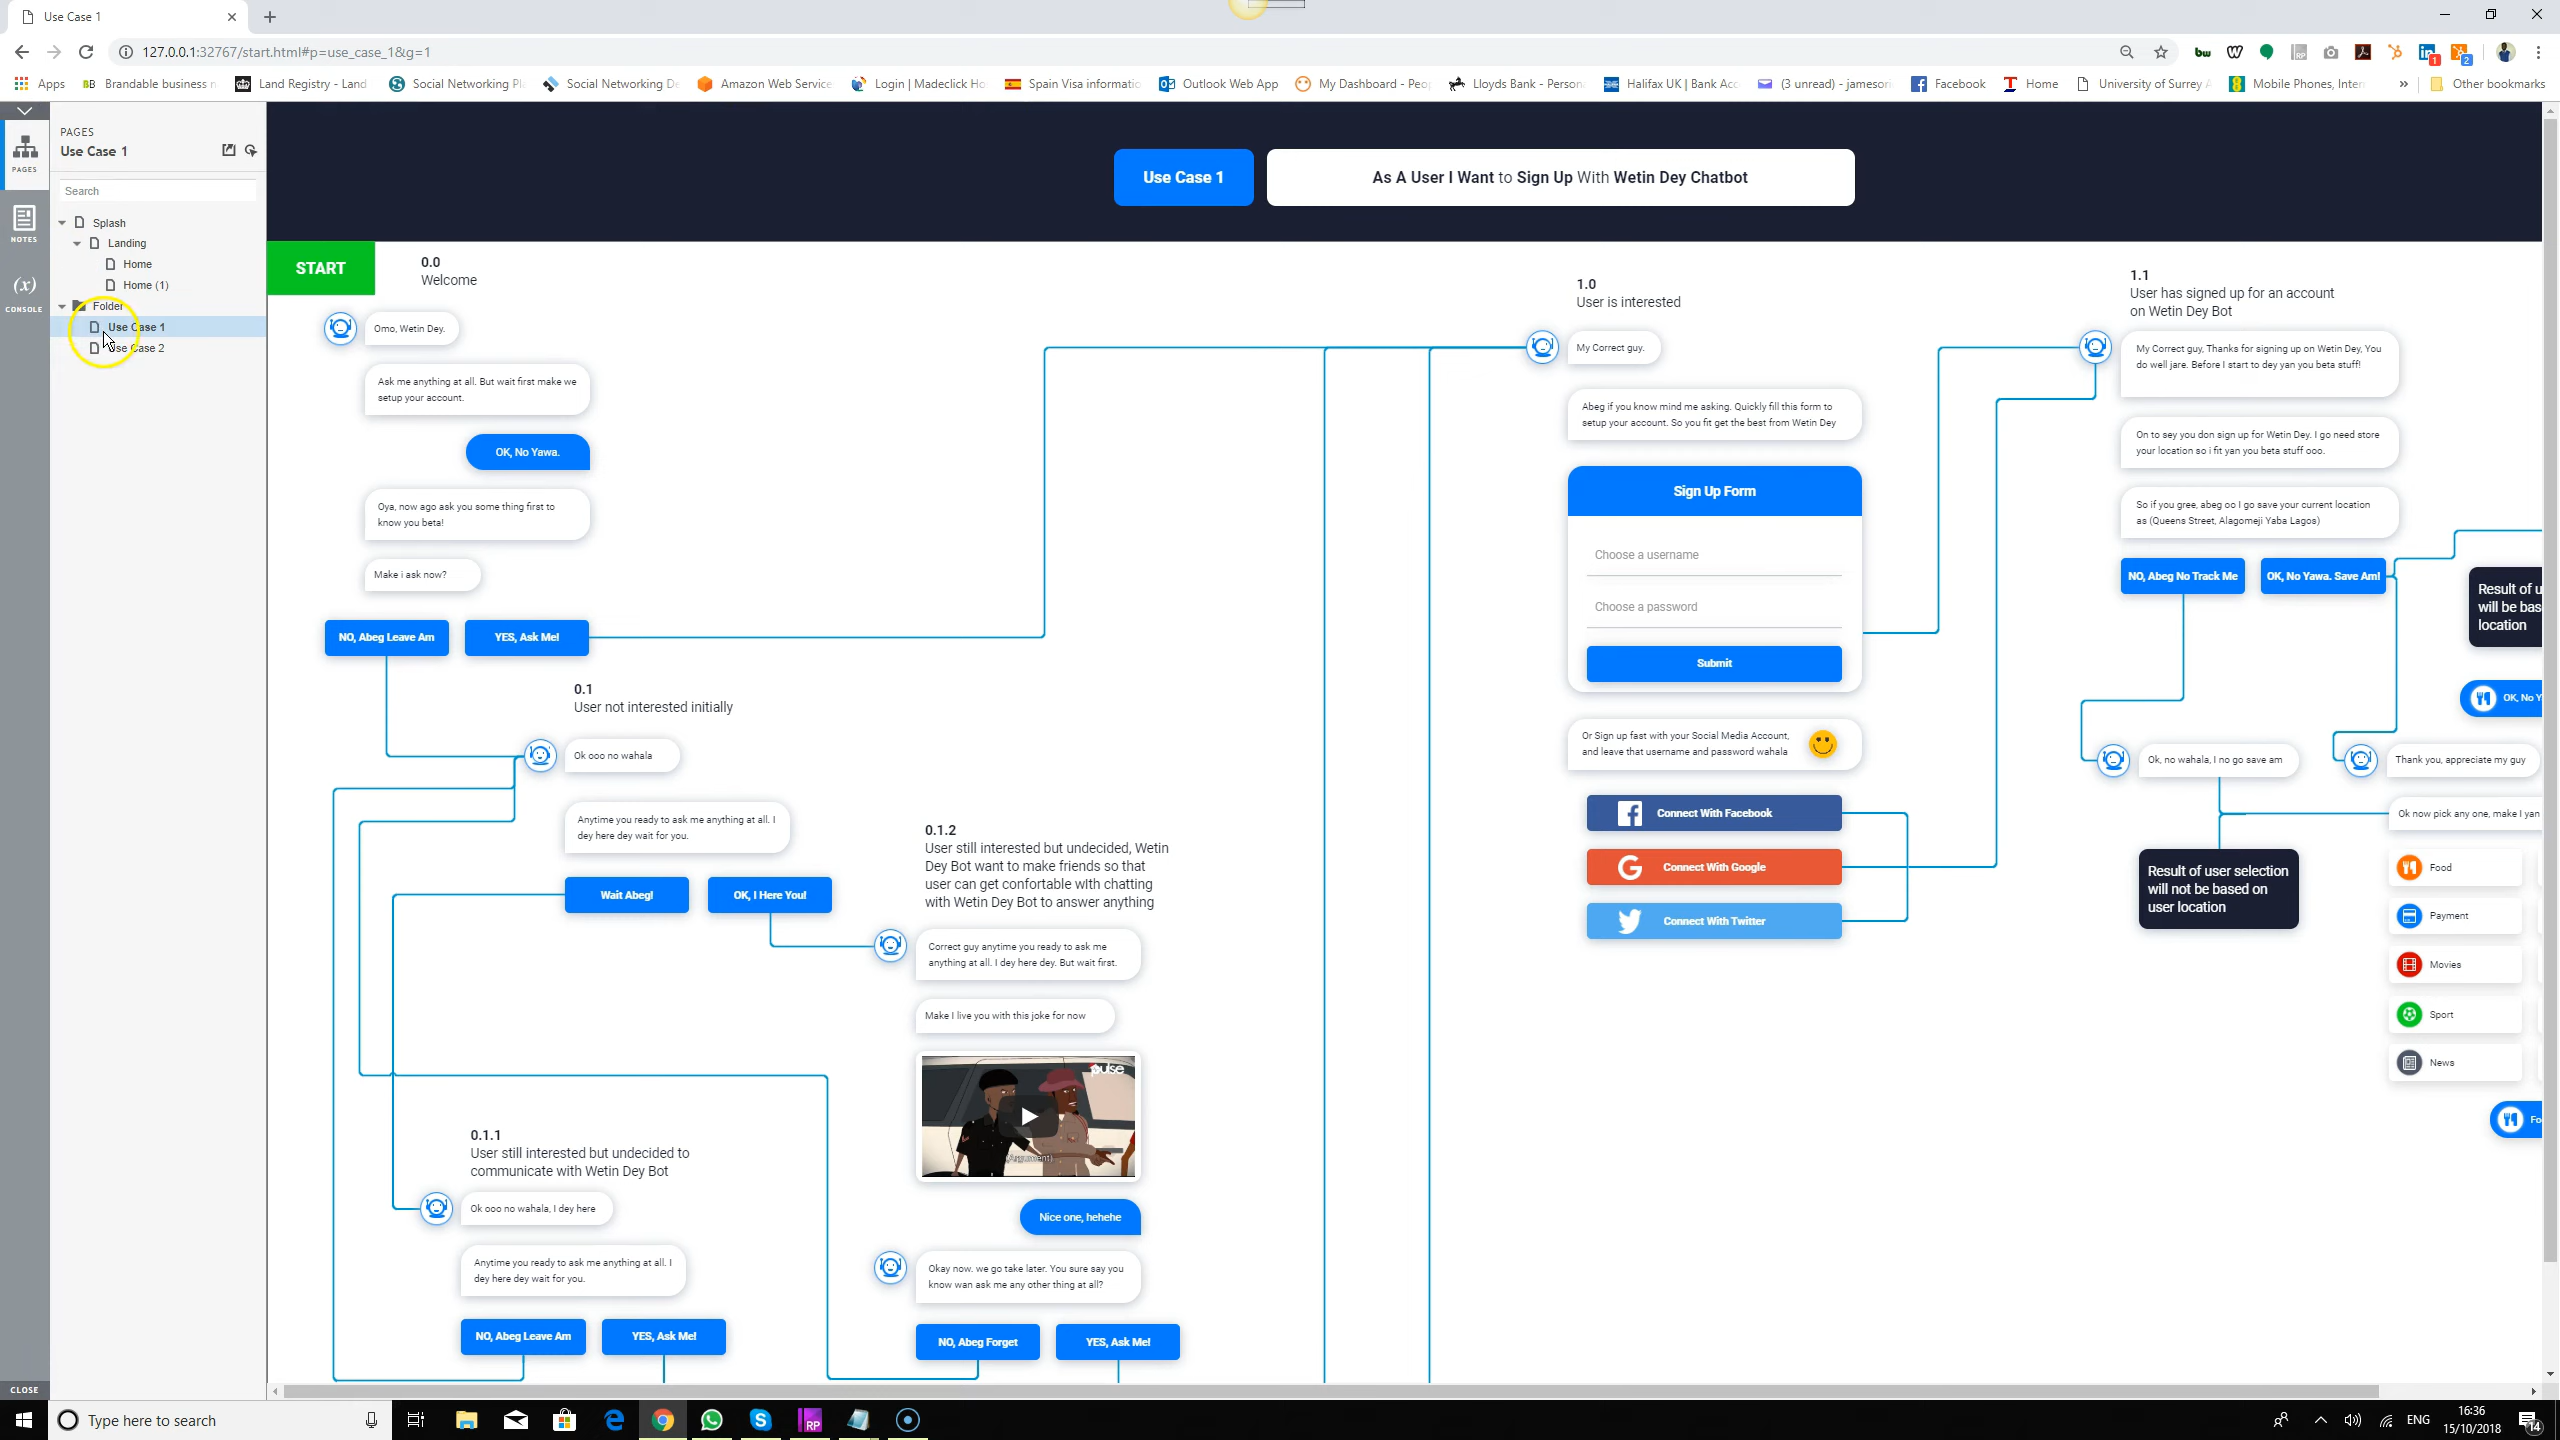 Use Case 1
127.0.0.1:32767/start.html#p=use_case_1&g=1
1
2
Apps
Brandable business n
Land Registry - Land
Social Networking Pl
Social Networking De
Amazon Web Service
Login | Madeclick Ho
Spain Visa informatio
Outlook Web App
My Dashboard - Peop
Lloyds Bank - Persona
Halifax UK | Bank Acc
(3 unread) - jamesori
Facebook
Home
University of Surrey
Mobile Phones, Inter
»
Other bookmarks
PAGES
NOTES
(x)
CONSOLE
CLOSE
PAGES
Use Case 1
Search
Splash
Landing
Home
Home (1)
Folder
Use Case 1
Use Case 2
Use Case 1
As A User I Want to Sign Up With Wetin Dey Chatbot
START
0.0
Welcome
Omo, Wetin Dey.
Ask me anything at all. But wait first make we
setup your account.
OK, No Yawa.
Oya, now ago ask you some thing first to
know you beta!
Make i ask now?
NO, Abeg Leave Am
YES, Ask Me!
0.1
User not interested initially
Ok ooo no wahala
Anytime you ready to ask me anything at all. I
dey here dey wait for you.
Wait Abeg!
OK, I Here You!
0.1.1
User still interested but undecided to
communicate with Wetin Dey Bot
Ok ooo no wahala, I dey here
Anytime you ready to ask me anything at all. I
dey here dey wait for you.
NO, Abeg Leave Am
YES, Ask Me!
0.1.2
User still interested but undecided, Wetin
Dey Bot want to make friends so that
user can get confortable with chatting
with Wetin Dey Bot to answer anything
Correct guy anytime you ready to ask me
anything at all. I dey here dey. But wait first.
Make I live you with this joke for now
pulse
(Argument)
Nice one, hehehe
Okay now. we go take later. You sure say you
know wan ask me any other thing at all?
NO, Abeg Forget
YES, Ask Me!
1.0
User is interested
My Correct guy.
Abeg if you know mind me asking. Quickly fill this form to
setup your account. So you fit get the best from Wetin Dey
Sign Up Form
Choose a username
Choose a password
Submit
Or Sign up fast with your Social Media Account,
and leave that username and password wahala
Connect With Facebook
Connect With Google
Connect With Twitter
1.1
User has signed up for an account
on Wetin Dey Bot
My Correct guy, Thanks for signing up on Wetin Dey, You
do well jare. Before I start to dey yan you beta stuff!
On to sey you don sign up for Wetin Dey. I go need store
your location so i fit yan you beta stuff ooo.
So if you gree, abeg oo I go save your current location
as (Queens Street, Alagomeji Yaba Lagos)
NO, Abeg No Track Me
OK, No Yawa. Save Am!
Result of u
will be bas
location
OK, No Y
Ok, no wahala, I no go save am
Thank you, appreciate my guy
Ok now pick any one, make I yan
Result of user selection
will not be based on
user location
Food
Payment
Movies
Sport
News
Fo
Type here to search
RP
ENG
16:36
15/10/2018
14